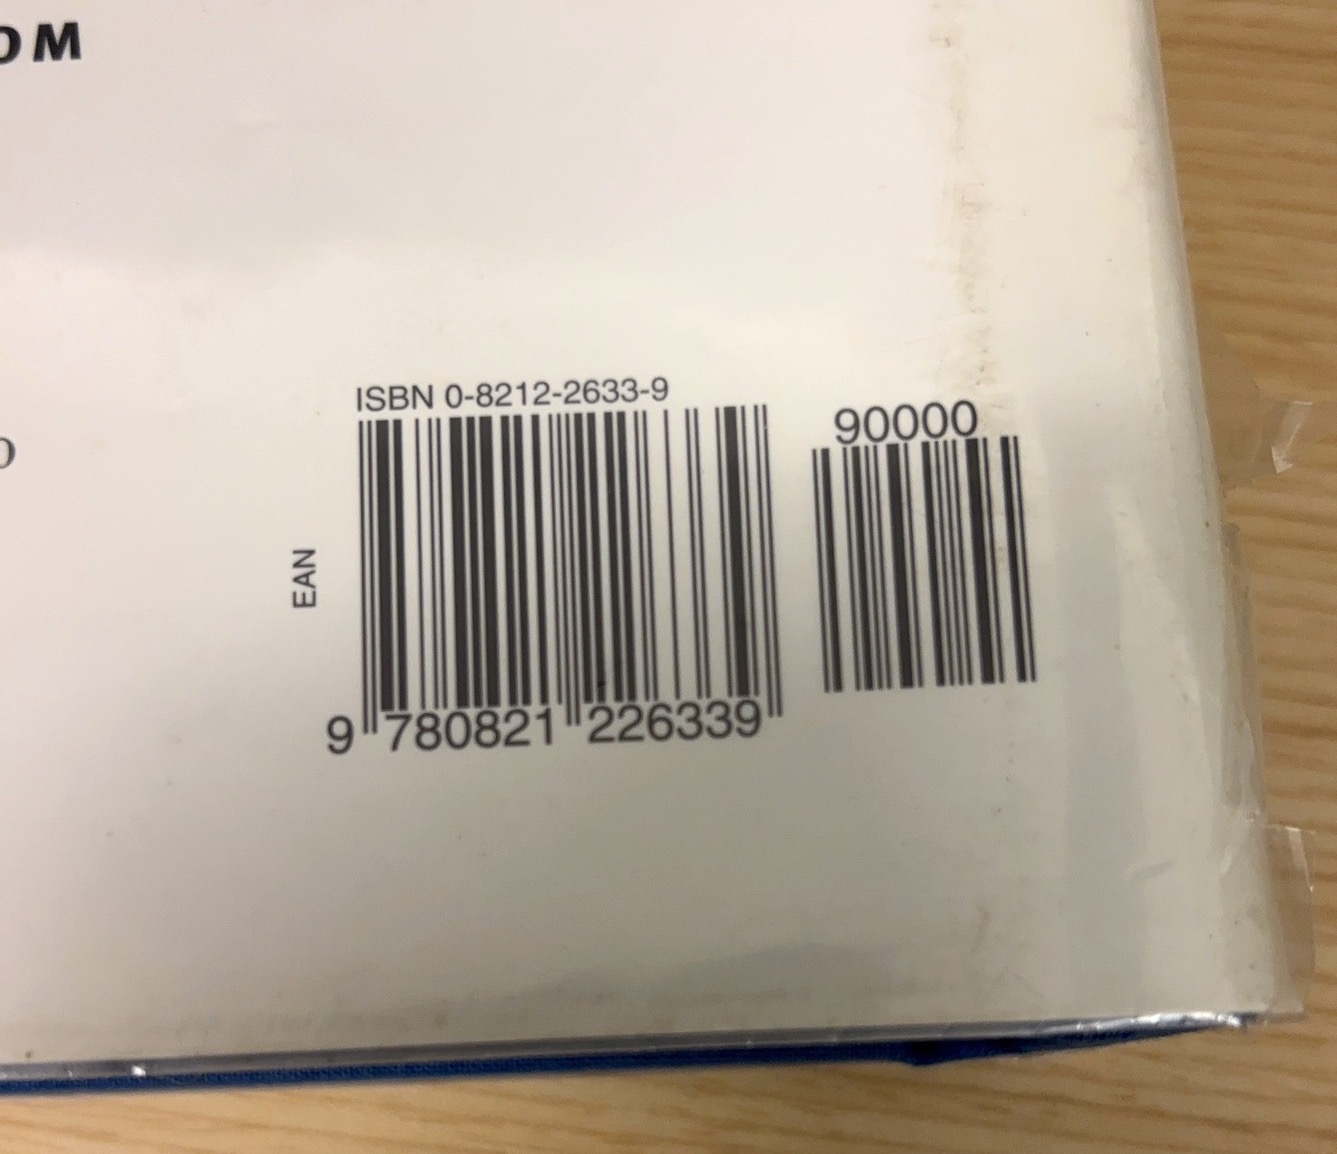 OM
ISBN 0-8212-2633-9
90000
EAN
9 780821 226339